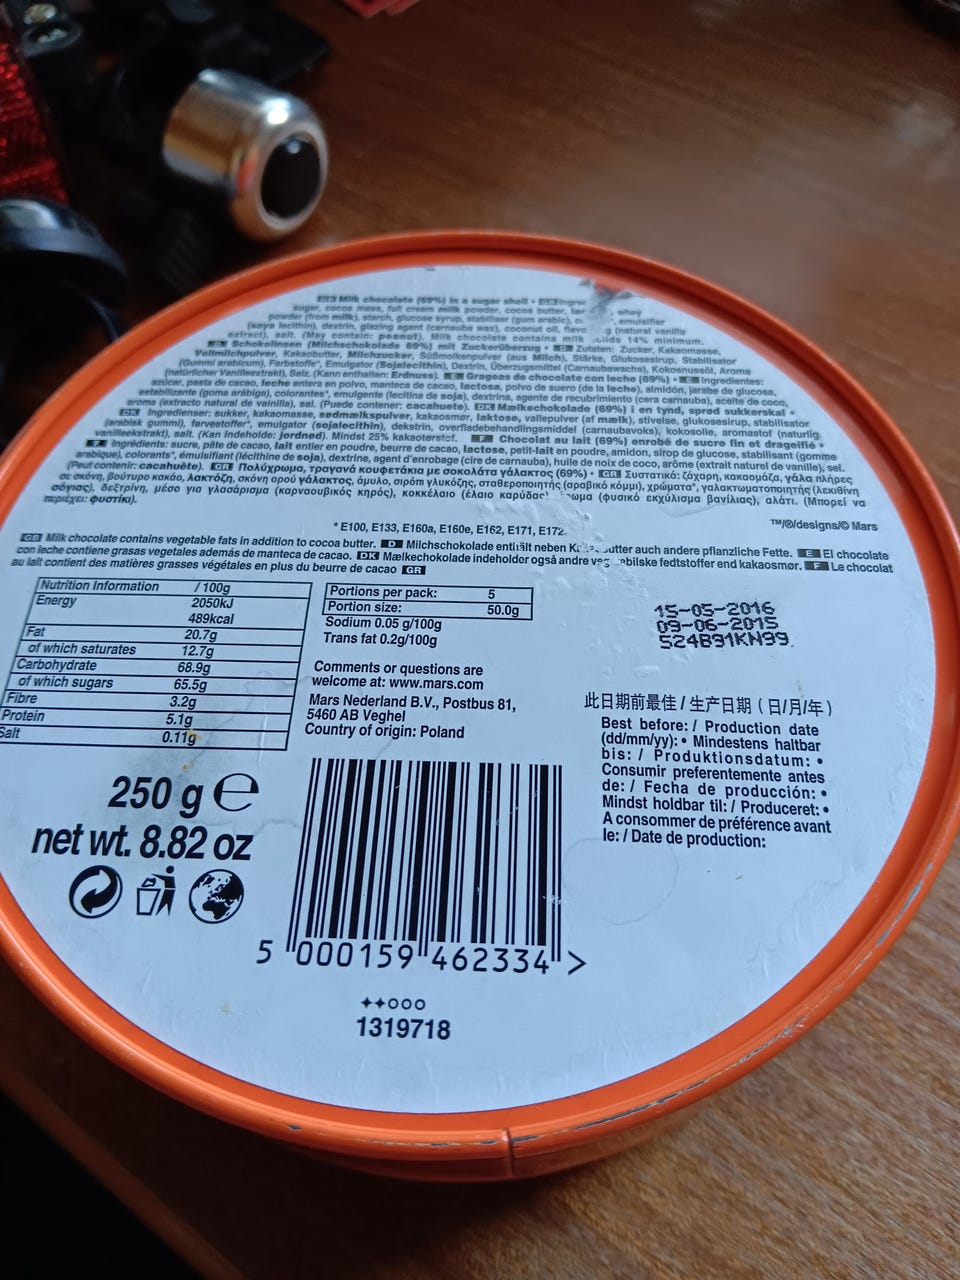 GB Milk chocolate (69%) in a sugar shell • GB Ingredients:
sugar, cocoa mass, full cream milk powder, cocoa butter, whey
powder (from milk), starch, glucose syrup, stabiliser (gum arabic), emulsifier
(soya lecithin), dextrin, glazing agent (carnauba wax), coconut oil, (natural vanilla
extract), salt. (May contain: peanut). Milk chocolate contains milk solids 14% minimum.
D Schokolinsen (Milchschokolade 69%) mit Zuckerüberzug • D Zutaten: Zucker, Kakaomasse,
Vollmilchpulver, Kakaobutter, Milchzucker, Süßmolkenpulver (aus Milch), Stärke, Glukosesirup, Stabilisator
(Gummi arabicum), Farbstoffe*, Emulgator (Sojalecithin), Dextrin, Überzugsmittel (Carnaubawachs), Kokosnussöl, Aroma
(natürlicher Vanilleextrakt), Salz. (Kann enthalten: Erdnuss). E Grageas de chocolate con leche (69%) • E Ingredientes:
azúcar, pasta de cacao, leche entera en polvo, manteca de cacao, lactosa, polvo de suero (de la leche), almidón, jarabe de glucosa,
estabilizante (goma arábiga), colorantes*, emulgente (lecitina de soja), dextrina, agente de recubrimiento (cera carnauba), aceite de coco,
aroma (extracto natural de vainilla), sal. (Puede contener: cacahuete). DK Mælkechokolade (69%) i en tynd, sprød sukkerskal •
DK Ingredienser: sukker, kakaomasse, sødmælkspulver, kakaosmør, laktose, vallepulver (af mælk), stivelse, glukosesirup, stabilisator
(arabisk gummi), farvestoffer*, emulgator (sojalecithin), dekstrin, overfladebehandlingsmiddel (carnaubavoks), kokosolie, aromastof (naturlig
vanilleekstrakt), salt. (Kan indeholde: jordnød). Mindst 25% kakaotørstof. F Chocolat au lait (69%) enrobé de sucre fin et dragéifié •
F Ingrédients: sucre, pâte de cacao, lait entier en poudre, beurre de cacao, lactose, petit-lait en poudre, amidon, sirop de glucose, stabilisant (gomme
arabique), colorants*, émulsifiant (lécithine de soja), dextrine, agent d'enrobage (cire de carnauba), huile de noix de coco, arôme (extrait naturel de vanille), sel.
(Peut contenir: cacahuète). GR Πολύχρωμα, τραγανά κουφετάκια με σοκολάτα γάλακτος (69%) • GR Συστατικά: ζάχαρη, κακαομάζα, γάλα πλήρες
σε σκόνη, βούτυρο κακάο, λακτόζη, σκόνη ορού γάλακτος, άμυλο, σιρόπι γλυκόζης, σταθεροποιητής (αραβικό κόμμι), χρώματα*, γαλακτωματοποιητής (λεκιθίνη
σόγιας), δεξτρίνη, μέσο για γλασάρισμα (καρναουβικός κηρός), κοκκέλαιο (έλαιο καρύδας) (φυσικό εκχύλισμα βανίλιας), αλάτι. (Μπορεί να
περιέχει: φυστίκι).
* E100, E133, E160a, E160e, E162, E171, E172
TM/®/designs/© Mars
GB Milk chocolate contains vegetable fats in addition to cocoa butter. D Milchschokolade enthält neben Kakaobutter auch andere pflanzliche Fette. E El chocolate
con leche contiene grasas vegetales además de manteca de cacao. DK Mælkechokolade indeholder også andre vegetabilske fedtstoffer end kakaosmør. F Le chocolat
au lait contient des matières grasses végétales en plus du beurre de cacao GR
Nutrition Information / 100g
Energy 2050kJ
489kcal
Fat 20.7g
of which saturates 12.7g
Carbohydrate 68.9g
of which sugars 65.5g
Fibre 3.2g
Protein 5.1g
Salt 0.11g
Portions per pack: 5
Portion size: 50.0g
Sodium 0.05 g/100g
Trans fat 0.2g/100g
Comments or questions are
welcome at: www.mars.com
Mars Nederland B.V., Postbus 81,
5460 AB Veghel
Country of origin: Poland
15-05-2016
09-06-2015
524B91KN99
此日期前最佳 / 生产日期 (日/月/年)
Best before: / Production date
(dd/mm/yy): • Mindestens haltbar
bis: / Produktionsdatum: •
Consumir preferentemente antes
de: / Fecha de producción: •
Mindst holdbar til: / Produceret: •
A consommer de préférence avant
le: / Date de production:
250 g e
net wt. 8.82 oz
5 000159 462334 >
1319718